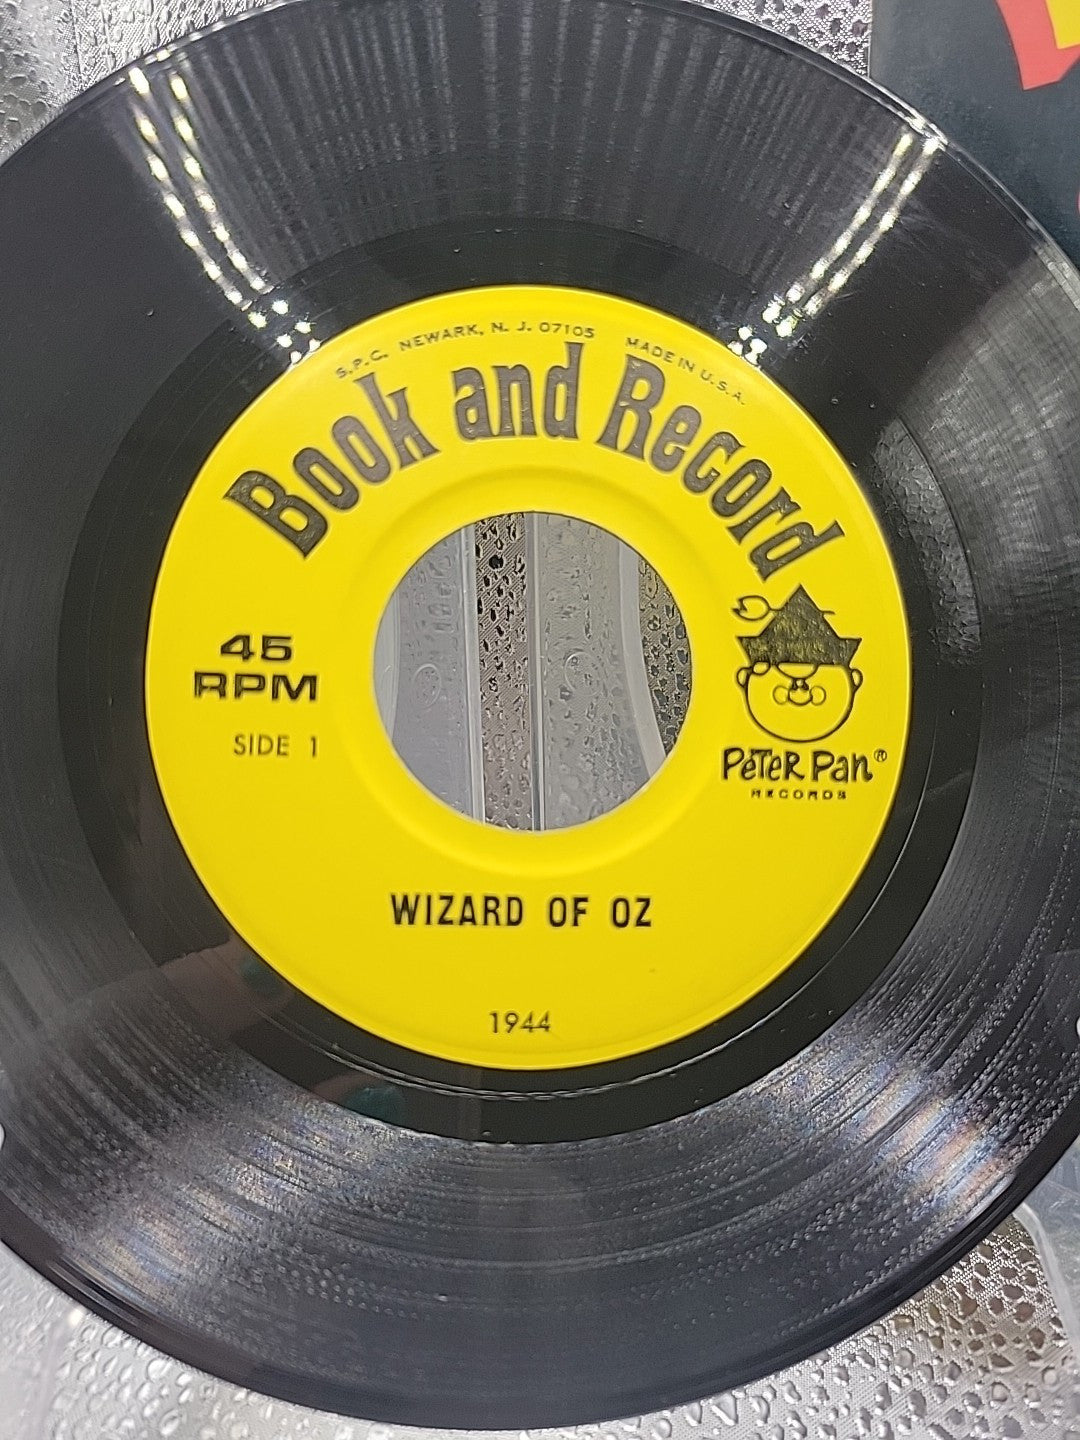 S.P.C. NEWARK, N. J. 07105 MADE IN U.S.A.
Book and Record
45
RPM
SIDE 1
PETER PAN®
RECORDS
WIZARD OF OZ
1944